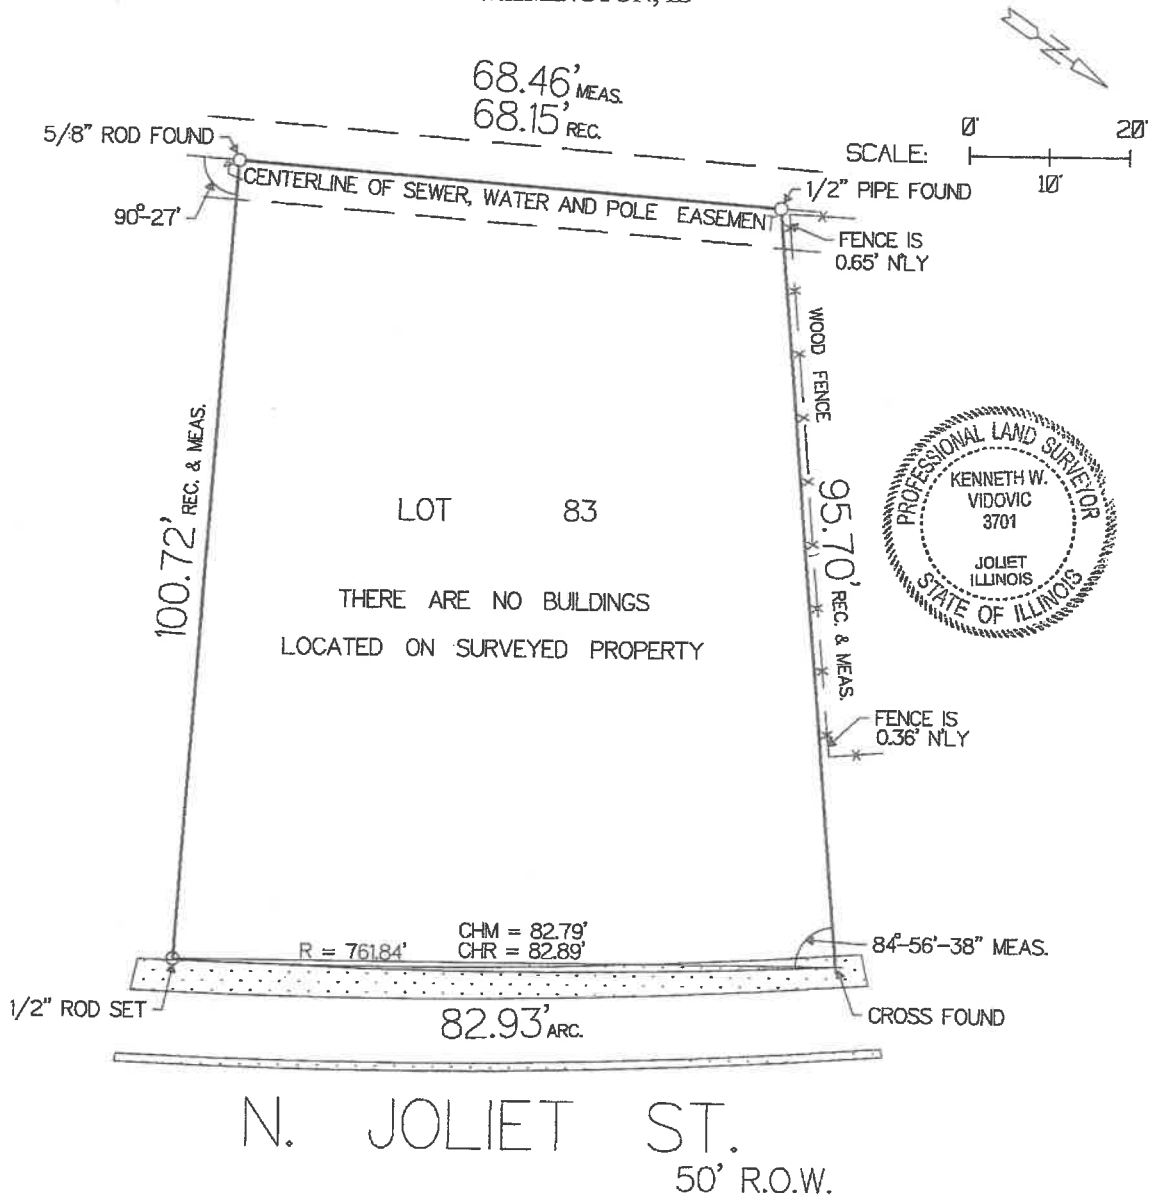 68.46' MEAS.
68.15' REC.
N
5/8" ROD FOUND
0' 20'
SCALE:
10'
1/2" PIPE FOUND
CENTERLINE OF SEWER, WATER AND POLE EASEMENT
90°-27'
FENCE IS
0.65' N'LY
WOOD FENCE
PROFESSIONAL LAND SURVEYOR
KENNETH W.
VIDOVIC
3701
JOLIET
ILLINOIS
STATE OF ILLINOIS
100.72' REC. & MEAS.
LOT 83
95.70' REC. & MEAS.
THERE ARE NO BUILDINGS
LOCATED ON SURVEYED PROPERTY
FENCE IS
0.36' N'LY
CHM = 82.79'
R = 761.84' CHR = 82.89'
84°-56'-38" MEAS.
1/2" ROD SET
82.93' ARC.
CROSS FOUND
N. JOLIET ST.
50' R.O.W.